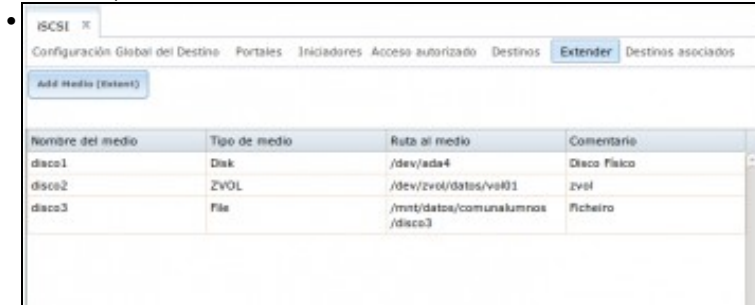 iSCSI
Configuración Global del Destino Portales Iniciadores Acceso autorizado Destinos Extender Destinos asociados
Add Medio (Extent)
Nombre del medio Tipo de medio Ruta al medio Comentario
disco1 Disk /dev/ada4 Disco Físico
disco2 ZVOL /dev/zvol/datos/vol01 zvol
disco3 File /mnt/datos/comunalumnos Ficheiro
/disco3